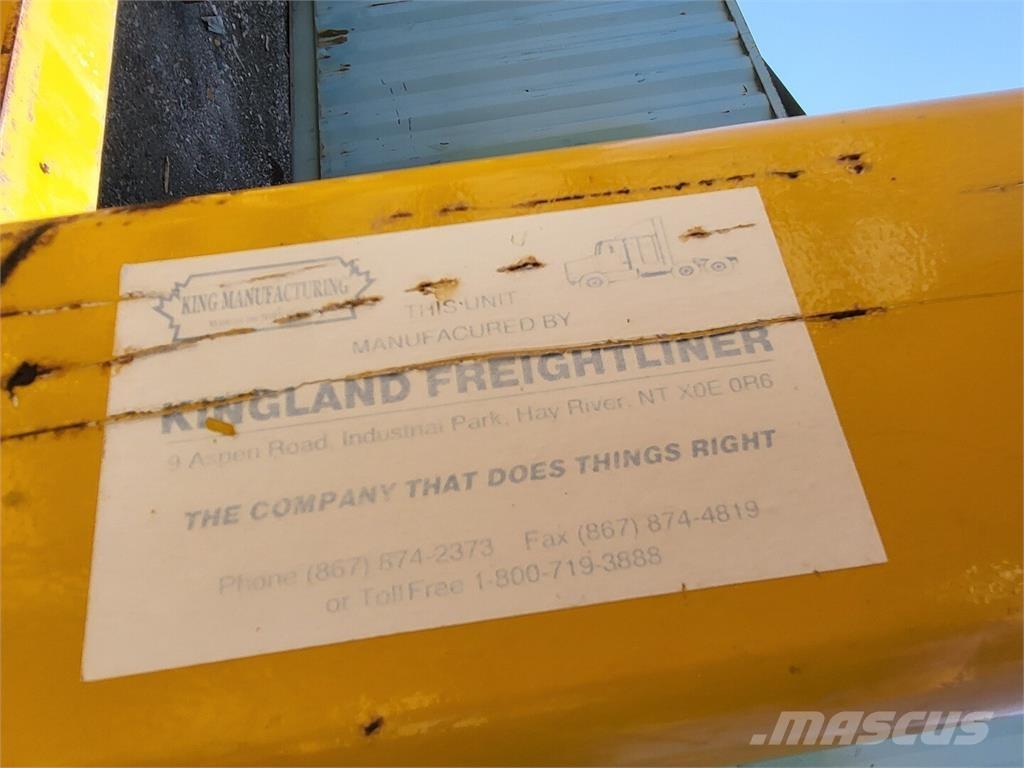 KING MANUFACTURING
THIS UNIT
MANUFACURED BY
KINGLAND FREIGHTLINER
9 Aspen Road, Industrial Park, Hay River, NT X0E 0R6
THE COMPANY THAT DOES THINGS RIGHT
Phone (867) 874-2373 Fax (867) 874-4819
or Toll Free 1-800-719-3888
MASCUS